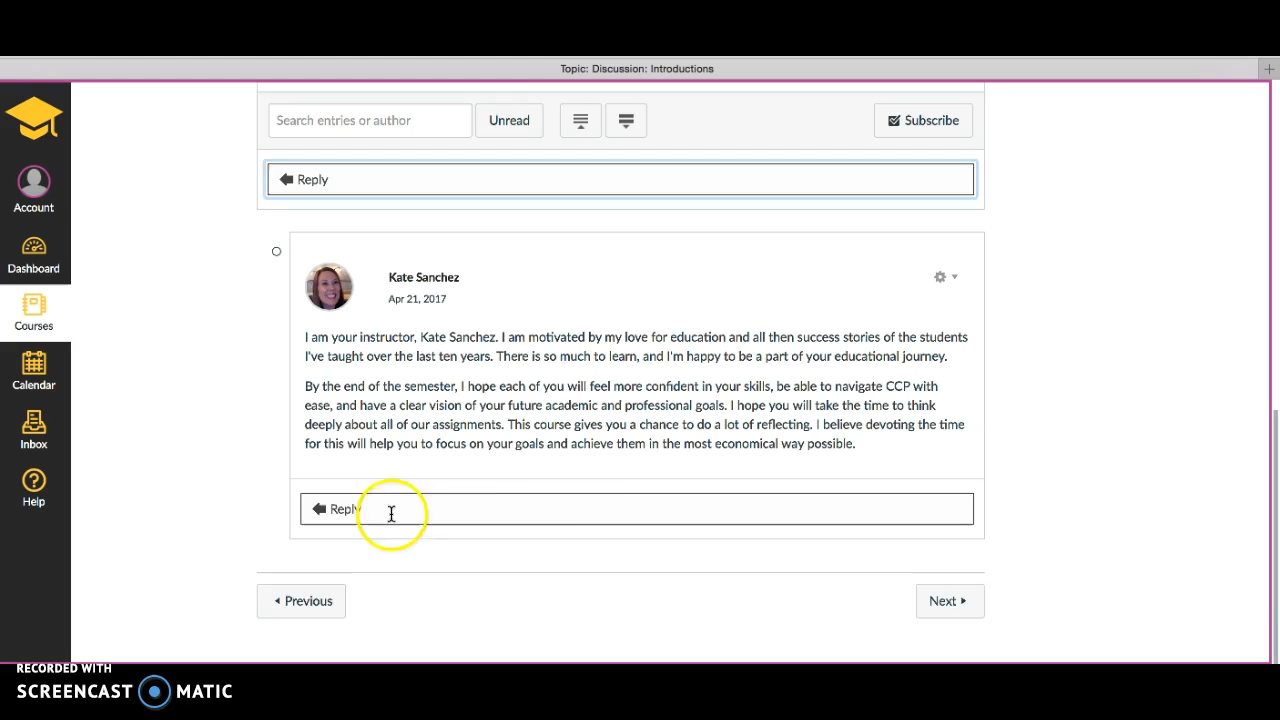 Topic: Discussion: Introductions
Search entries or author
Unread
Subscribe
Reply
Account
Dashboard
Courses
Calendar
Inbox
Help
Kate Sanchez
Apr 21, 2017
I am your instructor, Kate Sanchez. I am motivated by my love for education and all then success stories of the students
I've taught over the last ten years. There is so much to learn, and I'm happy to be a part of your educational journey.
By the end of the semester, I hope each of you will feel more confident in your skills, be able to navigate CCP with
ease, and have a clear vision of your future academic and professional goals. I hope you will take the time to think
deeply about all of our assignments. This course gives you a chance to do a lot of reflecting. I believe devoting the time
for this will help you to focus on your goals and achieve them in the most economical way possible.
Reply
Previous
Next
RECORDED WITH
SCREENCAST MATIC